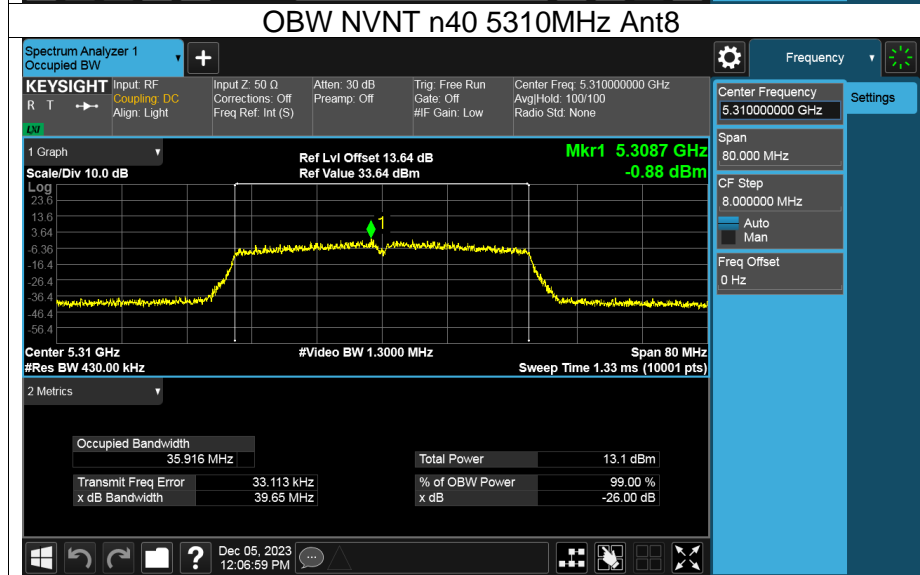 OBW NVNT n40 5310MHz Ant8
Spectrum Analyzer 1
Occupied BW
+
Frequency
KEYSIGHT
R T
LXI
Input: RF
Coupling: DC
Align: Light
Input Z: 50 Ω
Corrections: Off
Freq Ref: Int (S)
Atten: 30 dB
Preamp: Off
Trig: Free Run
Gate: Off
#IF Gain: Low
Center Freq: 5.310000000 GHz
Avg|Hold: 100/100
Radio Std: None
Center Frequency
5.310000000 GHz
Settings
Span
80.000 MHz
CF Step
8.000000 MHz
Auto
Man
Freq Offset
0 Hz
1 Graph
Scale/Div 10.0 dB
Ref Lvl Offset 13.64 dB
Ref Value 33.64 dBm
Mkr1 5.3087 GHz
-0.88 dBm
Log
23.6
13.6
3.64
-6.36
-16.4
-26.4
-36.4
-46.4
-56.4
1
Center 5.31 GHz
#Video BW 1.3000 MHz
Span 80 MHz
#Res BW 430.00 kHz
Sweep Time 1.33 ms (10001 pts)
2 Metrics
Occupied Bandwidth
35.916 MHz
Total Power 13.1 dBm
Transmit Freq Error 33.113 kHz
% of OBW Power 99.00 %
x dB Bandwidth 39.65 MHz
x dB -26.00 dB
?
Dec 05, 2023
12:06:59 PM